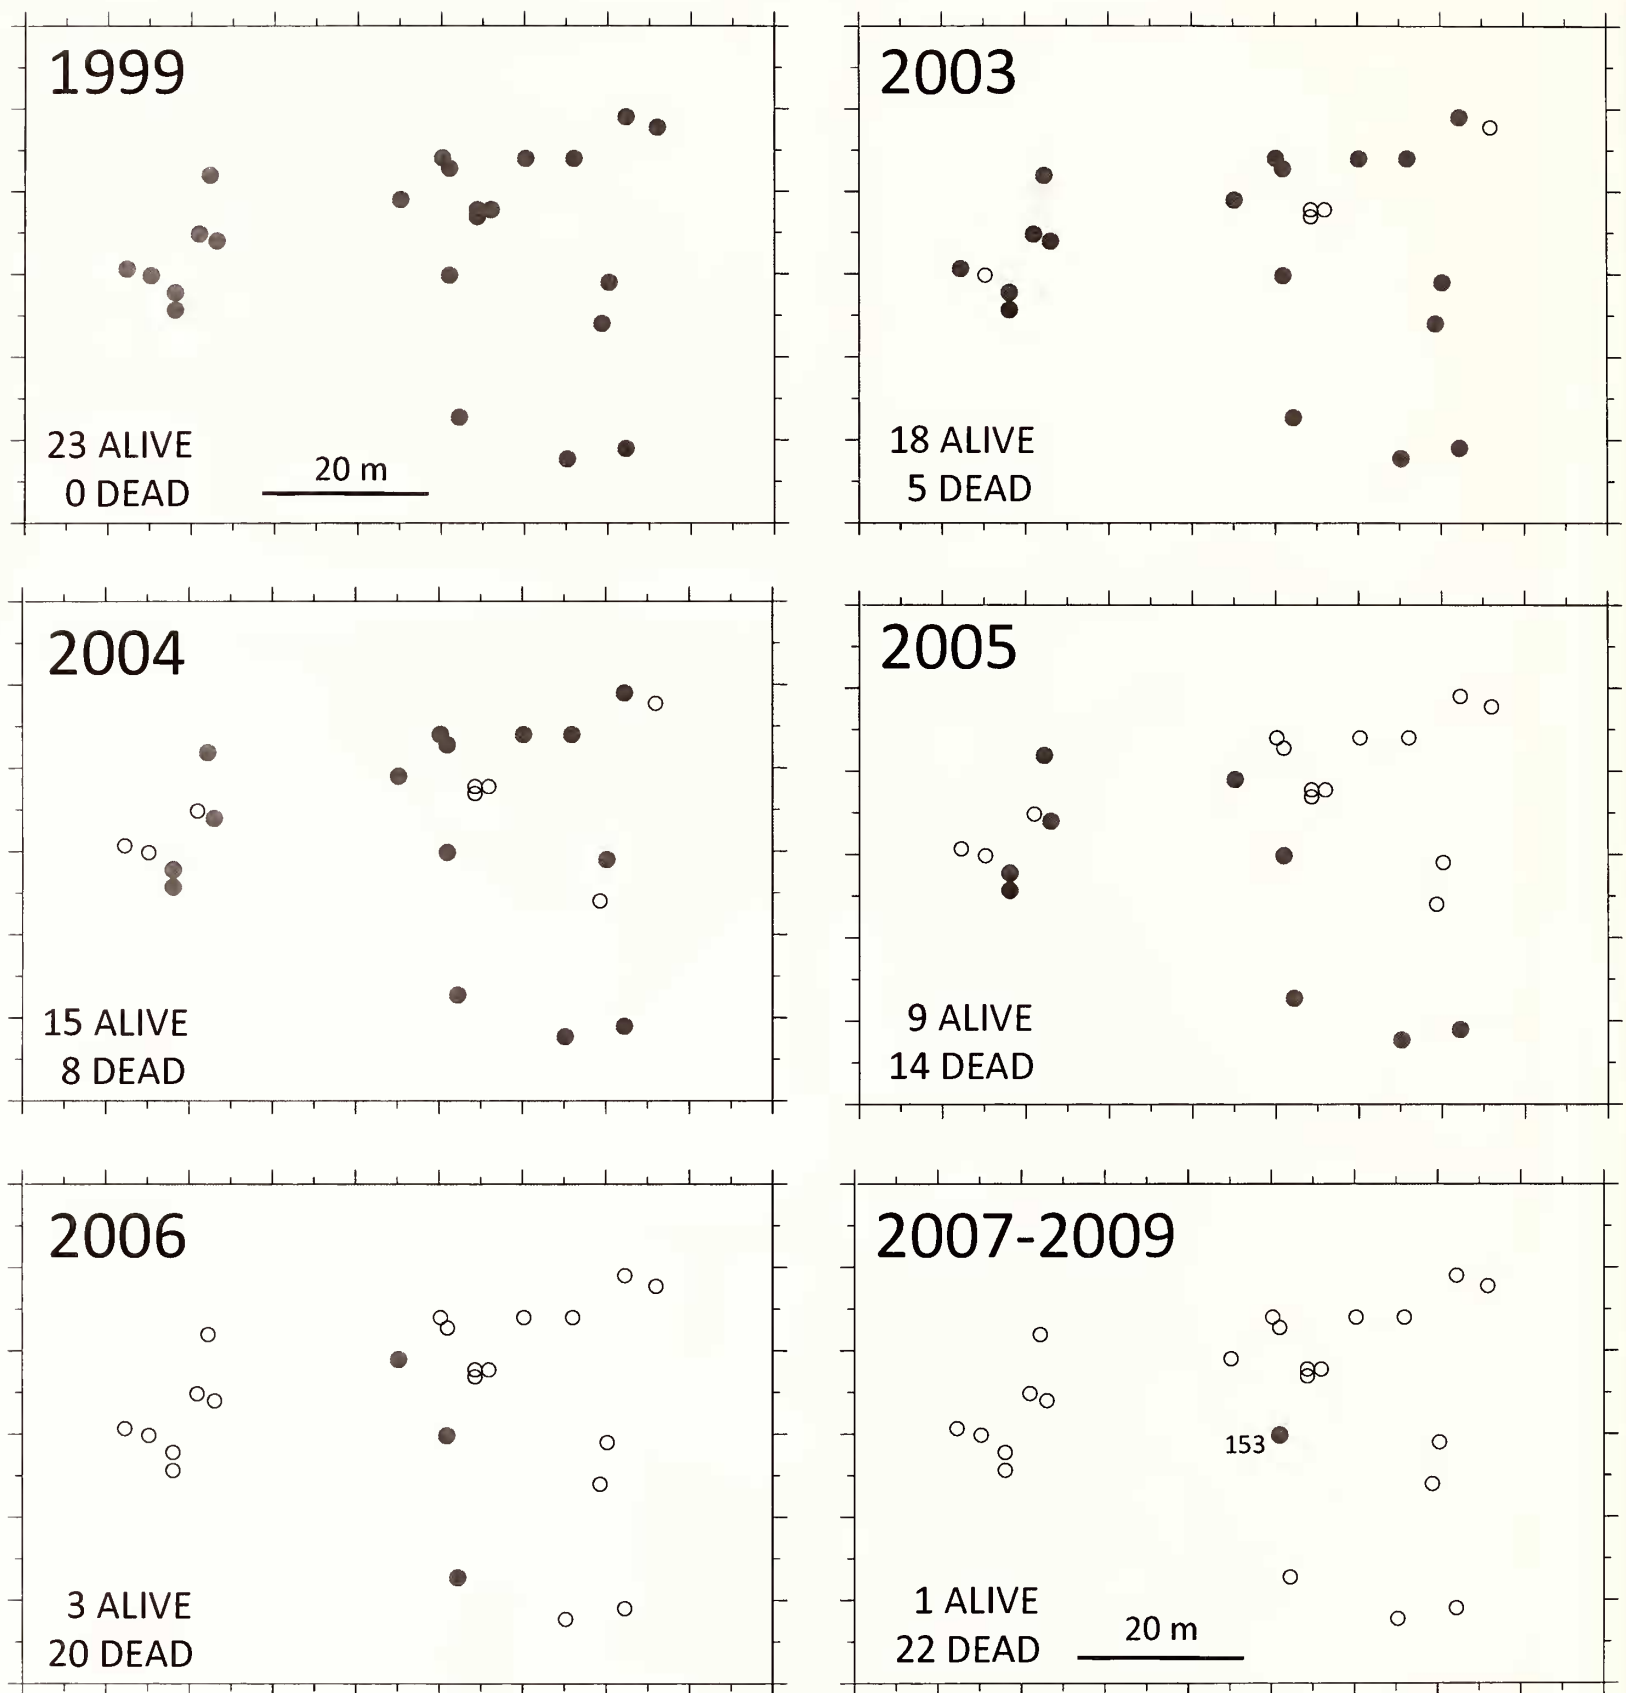 1999
23 ALIVE
0 DEAD
20 m
2003
18 ALIVE
5 DEAD
2004
15 ALIVE
8 DEAD
2005
9 ALIVE
14 DEAD
2006
3 ALIVE
20 DEAD
2007-2009
153
1 ALIVE
22 DEAD
20 m